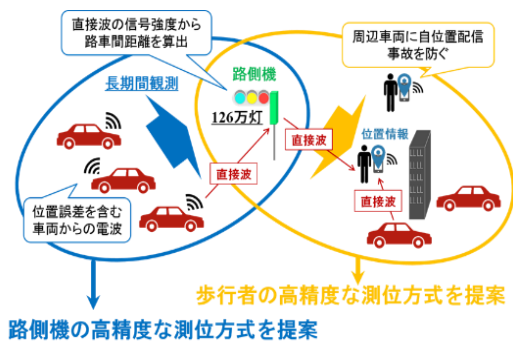 直接波の信号強度から
路車間距離を算出
周辺車両に自位置配信
事故を防ぐ
長期間観測
路側機
126万灯
位置情報
直接波
直接波
直接波
位置誤差を含む
車両からの電波
歩行者の高精度な測位方式を提案
路側機の高精度な測位方式を提案